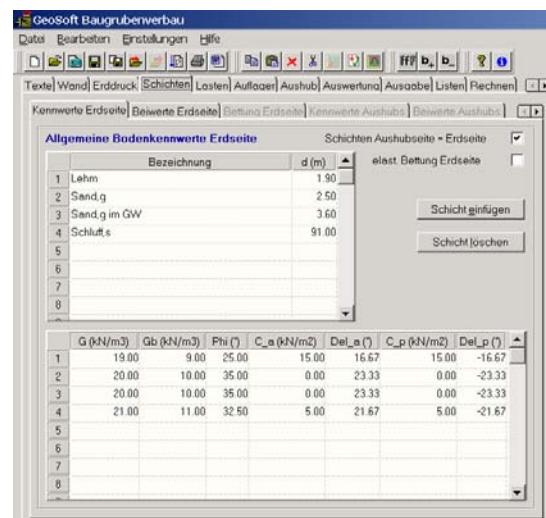 GeoSoft Baugrubenverbau
Datei Bearbeiten Einstellungen Hilfe
fff? b+ b_ ?
Texte Wand Erddruck Schichten Lasten Auflager Aushub Auswertung Ausgabe Listen Rechnen
Kennwerte Erdseite Beiwerte Erdseite Bettung Erdseite Kennwerte Aushubs Beiwerte Aushubs
Allgemeine Bodenkennwerte Erdseite
Schichten Aushubseite = Erdseite
elast. Bettung Erdseite
Bezeichnung d (m)
1 Lehm 1.90
2 Sand,g 2.50
3 Sand,g im GW 3.60
4 Schluff,s 91.00
5
6
7
8
Schicht einfügen
Schicht löschen
G (kN/m3) Gb (kN/m3) Phi (°) C_a (kN/m2) Del_a (°) C_p (kN/m2) Del_p (°)
1 19.00 9.00 25.00 15.00 16.67 15.00 -16.67
2 20.00 10.00 35.00 0.00 23.33 0.00 -23.33
3 20.00 10.00 35.00 0.00 23.33 0.00 -23.33
4 21.00 11.00 32.50 5.00 21.67 5.00 -21.67
5
6
7
8